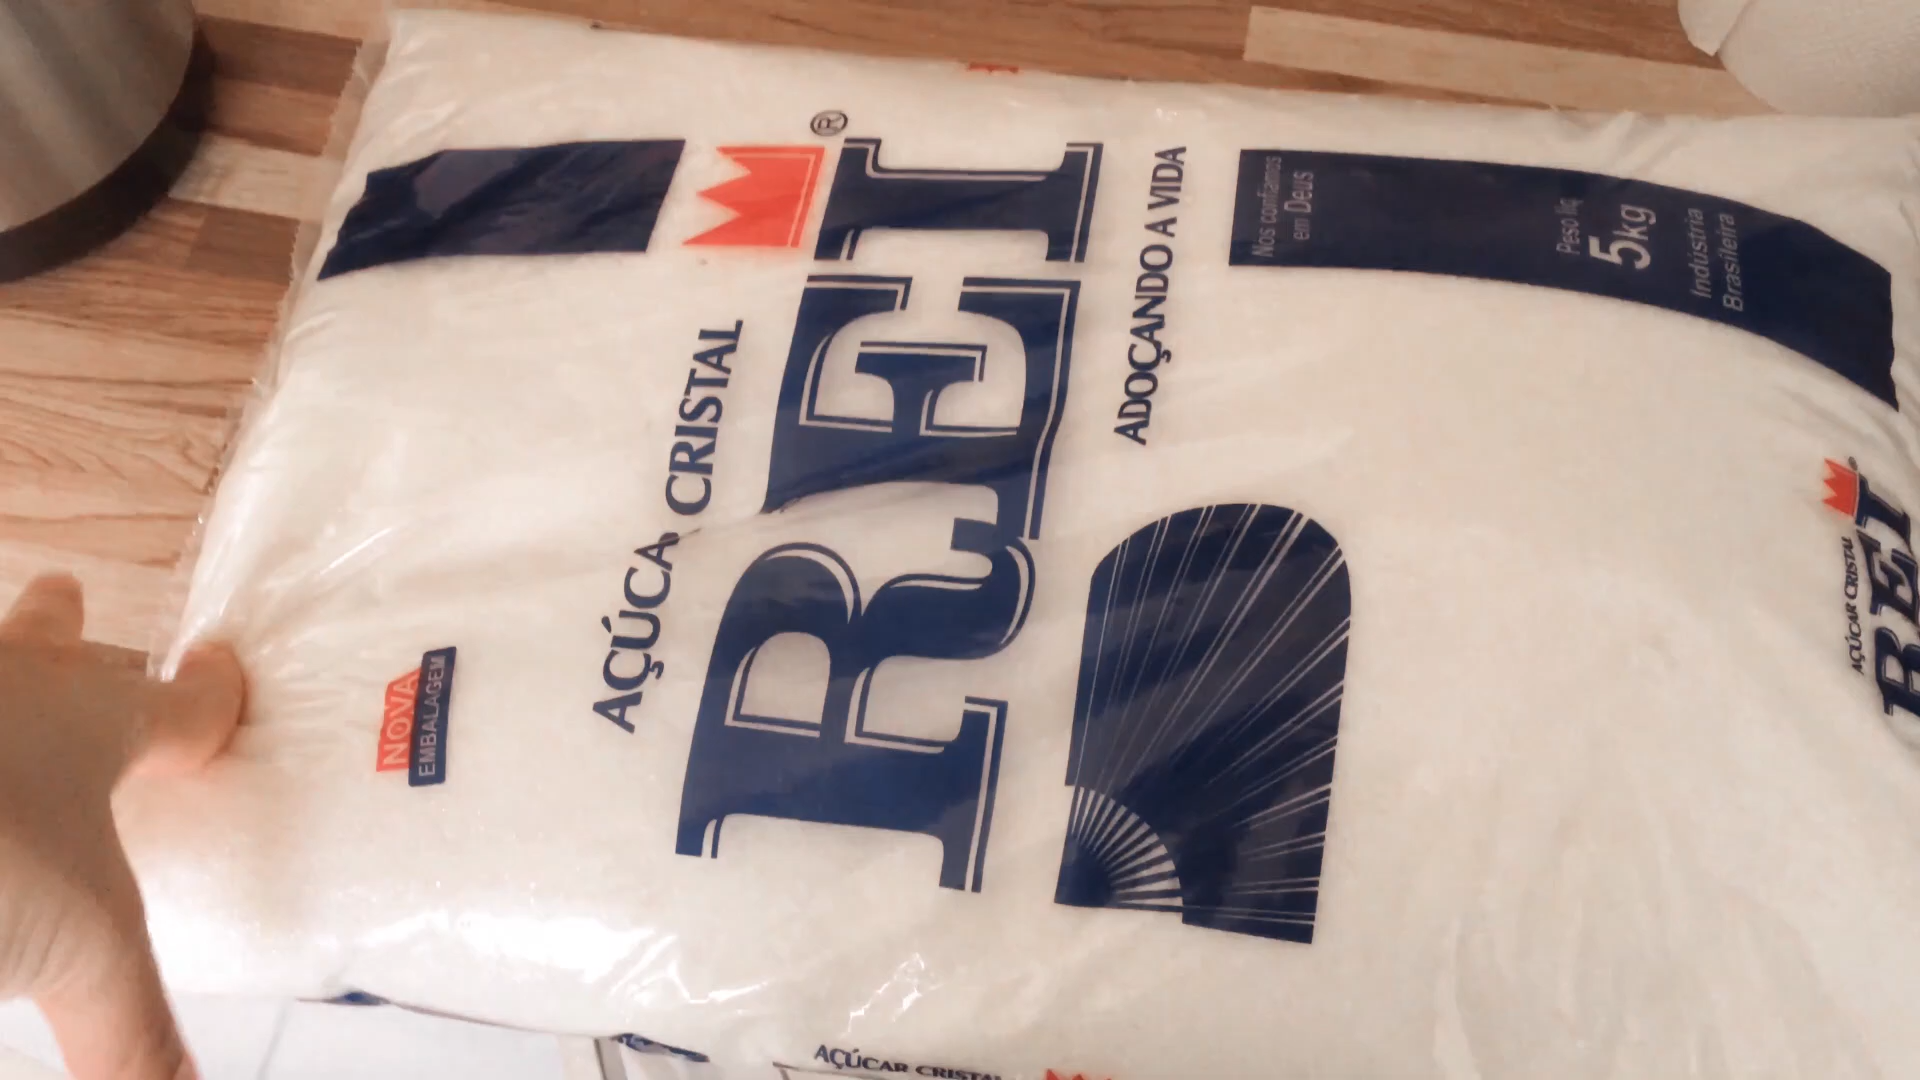 NOVA
EMBALAGEM
AÇÚCA CRISTAL
REI®
ADOÇANDO A VIDA
Nos confiamos
em Deus
Peso liq
5kg
Indústria
Brasileira
AÇÚCAR CRISTAL
REI
AÇÚCAR CRISTAL